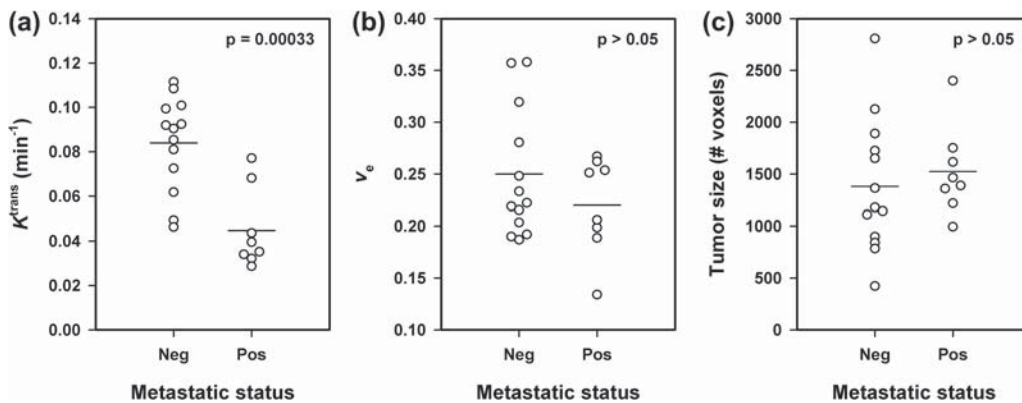 (a)
0.14
0.12
0.10
0.08
0.06
0.04
0.02
0.00
K^trans (min^-1)
p = 0.00033
Neg Pos
Metastatic status
(b)
0.40
0.35
0.30
0.25
0.20
0.15
0.10
v_e
p > 0.05
Neg Pos
Metastatic status
(c)
3000
2500
2000
1500
1000
500
0
Tumor size (# voxels)
p > 0.05
Neg Pos
Metastatic status